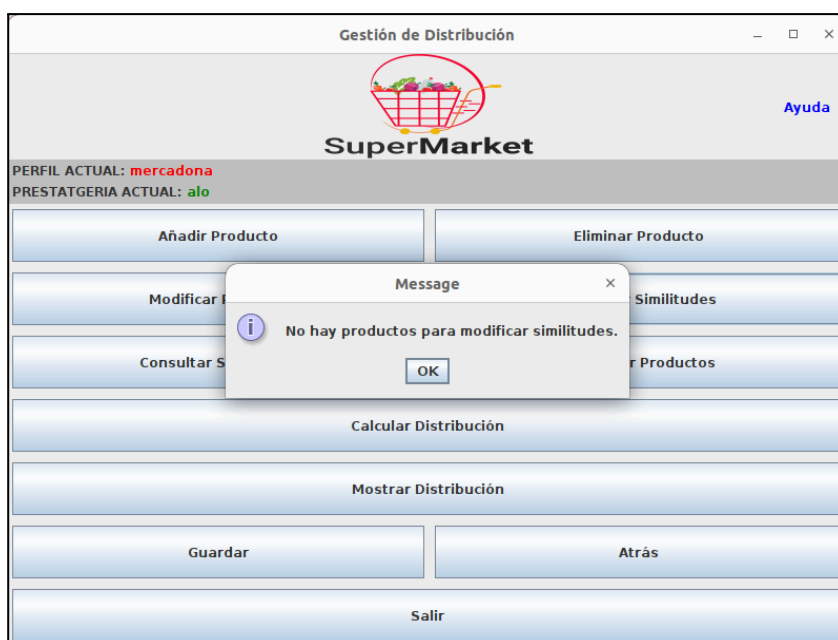 Gestión de Distribución
SuperMarket
Ayuda
PERFIL ACTUAL: mercadona
PRESTATGERIA ACTUAL: alo
Añadir Producto
Eliminar Producto
Message
Modificar
Similitudes
No hay productos para modificar similitudes.
Consultar
Productos
OK
Calcular Distribución
Mostrar Distribución
Guardar
Atrás
Salir